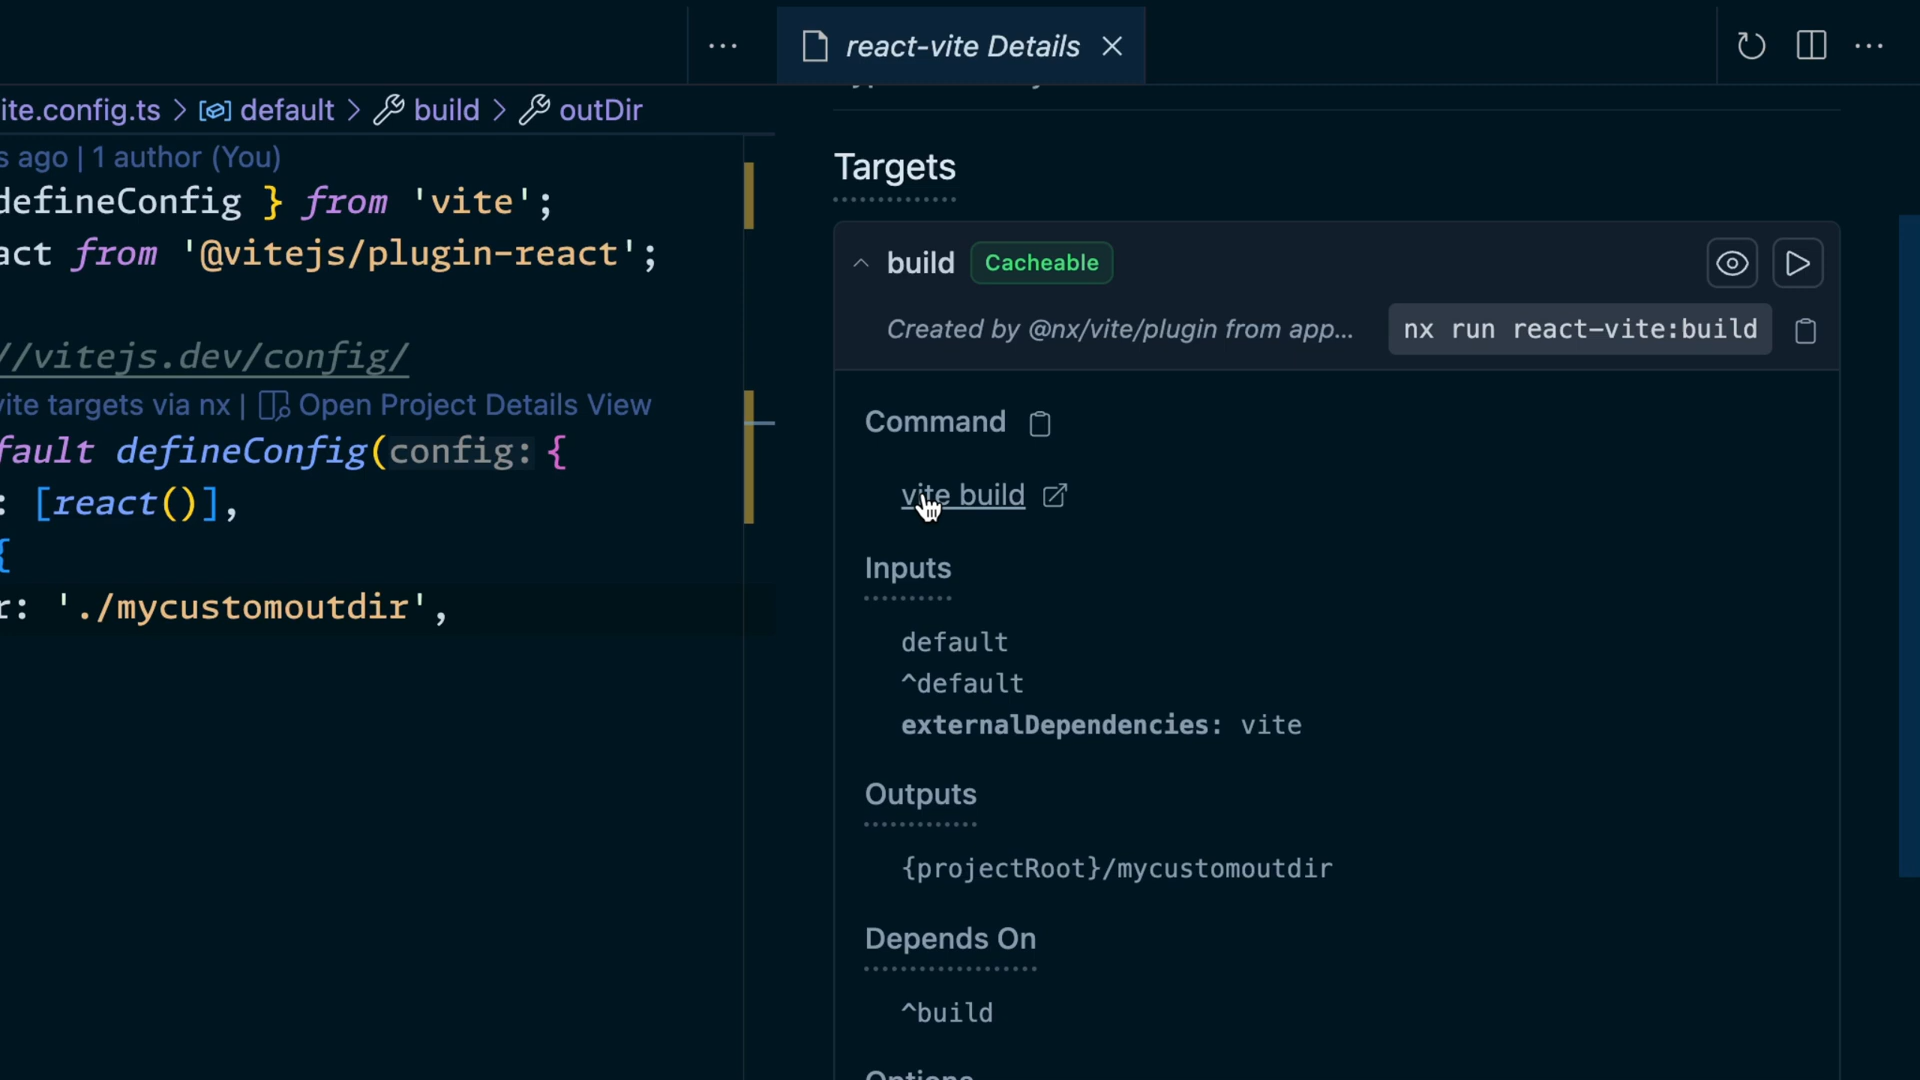 react-vite Details
ite.config.ts > default > build > outDir
s ago | 1 author (You)
defineConfig } from 'vite';
act from '@vitejs/plugin-react';
//vitejs.dev/config/
vite targets via nx | Open Project Details View
fault defineConfig(config: {
: [react()],
{
r: './mycustomoutdir',
Targets
build Cacheable
Created by @nx/vite/plugin from app... nx run react-vite:build
Command
vite build
Inputs
default
^default
externalDependencies: vite
Outputs
{projectRoot}/mycustomoutdir
Depends On
^build
Options